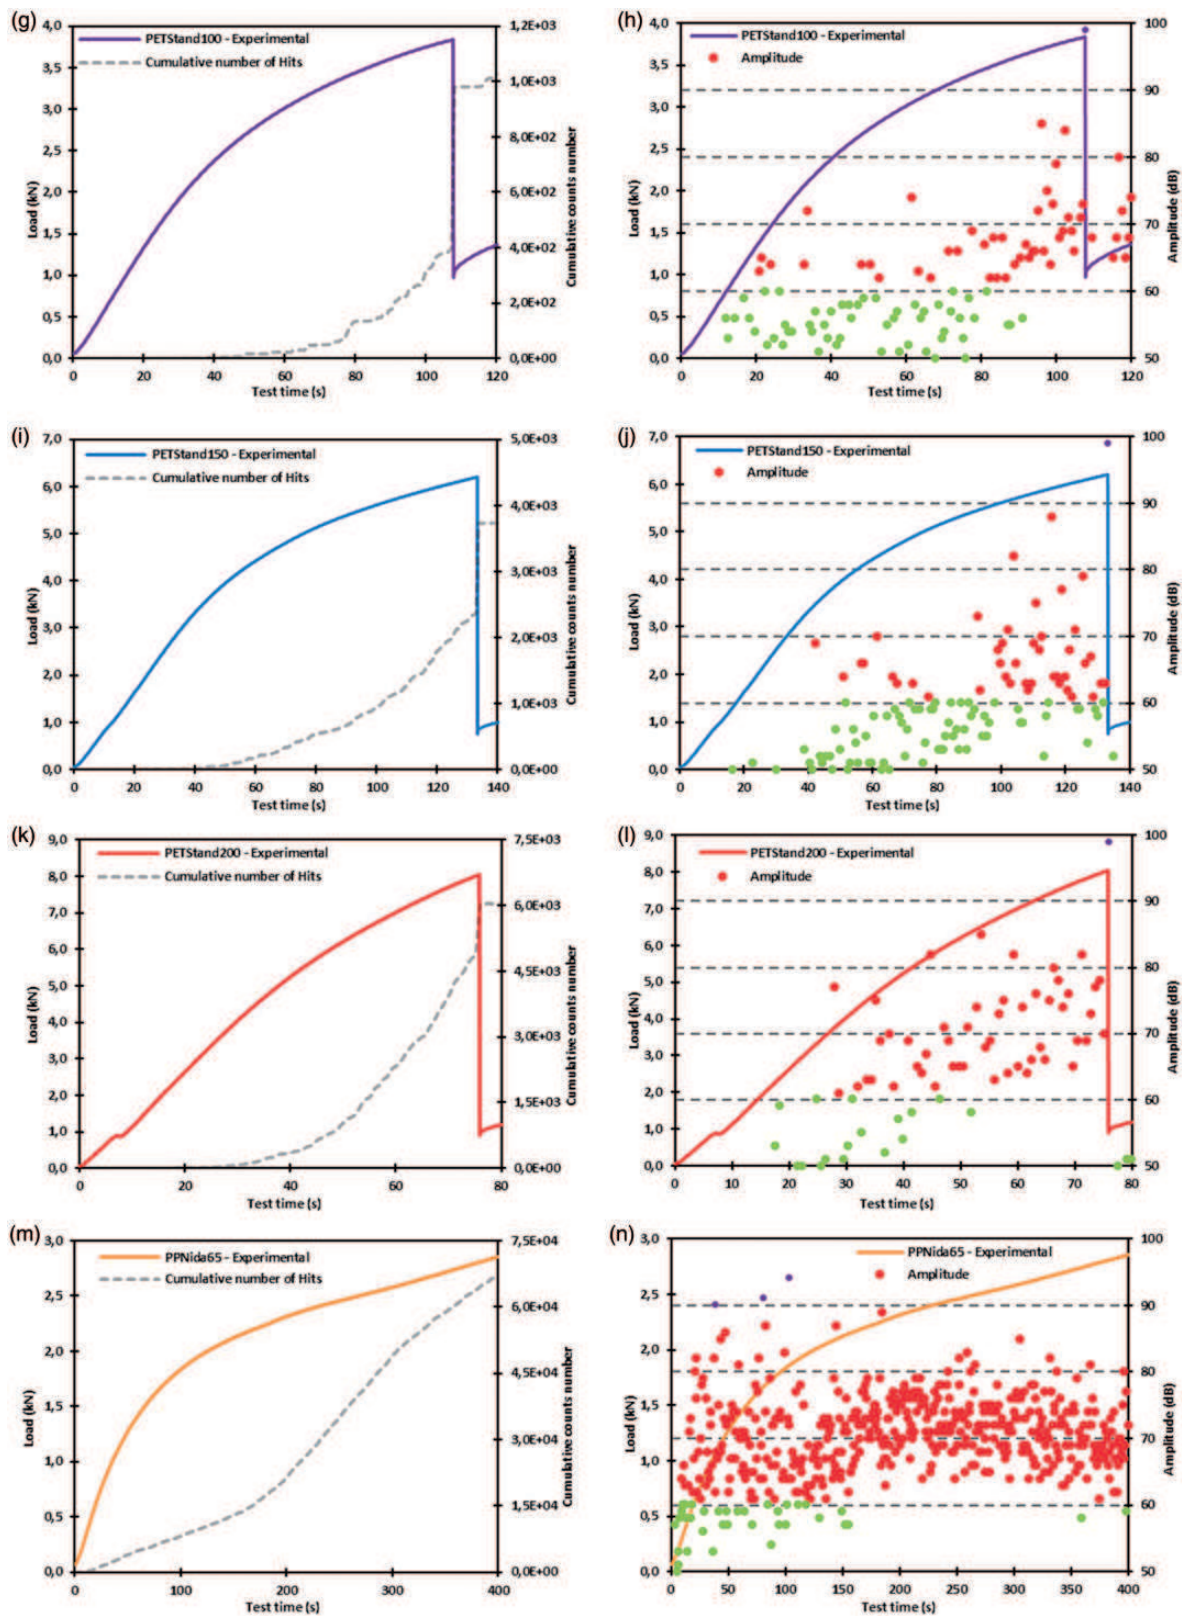 (g)
4,0
3,5
3,0
2,5
2,0
1,5
1,0
0,5
0,0
Load (kN)
PETStand100 - Experimental
Cumulative number of Hits
1,2E+03
1,0E+03
8,0E+02
6,0E+02
4,0E+02
2,0E+02
0,0E+00
Cumulative counts number
0 20 40 60 80 100 120
Test time (s)
(h)
4,0
3,5
3,0
2,5
2,0
1,5
1,0
0,5
0,0
Load (kN)
PETStand100 - Experimental
Amplitude
100
90
80
70
60
50
Amplitude (dB)
0 20 40 60 80 100 120
Test time (s)
(i)
7,0
6,0
5,0
4,0
3,0
2,0
1,0
0,0
Load (kN)
PETStand150 - Experimental
Cumulative number of Hits
5,0E+03
4,0E+03
3,0E+03
2,0E+03
1,0E+03
0,0E+00
Cumulative counts number
0 20 40 60 80 100 120 140
Test time (s)
(j)
7,0
6,0
5,0
4,0
3,0
2,0
1,0
0,0
Load (kN)
PETStand150 - Experimental
Amplitude
100
90
80
70
60
50
Amplitude (dB)
0 20 40 60 80 100 120 140
Test time (s)
(k)
9,0
8,0
7,0
6,0
5,0
4,0
3,0
2,0
1,0
0,0
Load (kN)
PETStand200 - Experimental
Cumulative number of Hits
7,5E+03
6,0E+03
4,5E+03
3,0E+03
1,5E+03
0,0E+00
Cumulative counts number
0 20 40 60 80
Test time (s)
(l)
9,0
8,0
7,0
6,0
5,0
4,0
3,0
2,0
1,0
0,0
Load (kN)
PETStand200 - Experimental
Amplitude
100
90
80
70
60
50
Amplitude (dB)
0 10 20 30 40 50 60 70 80
Test time (s)
(m)
3,0
2,5
2,0
1,5
1,0
0,5
0,0
Load (kN)
PPNida65 - Experimental
Cumulative number of Hits
7,5E+04
6,0E+04
4,5E+04
3,0E+04
1,5E+04
0,0E+00
Cumulative counts number
0 100 200 300 400
Test time (s)
(n)
3,0
2,5
2,0
1,5
1,0
0,5
0,0
Load (kN)
PPNida65 - Experimental
Amplitude
100
90
80
70
60
50
Amplitude (dB)
0 50 100 150 200 250 300 350 400
Test time (s)